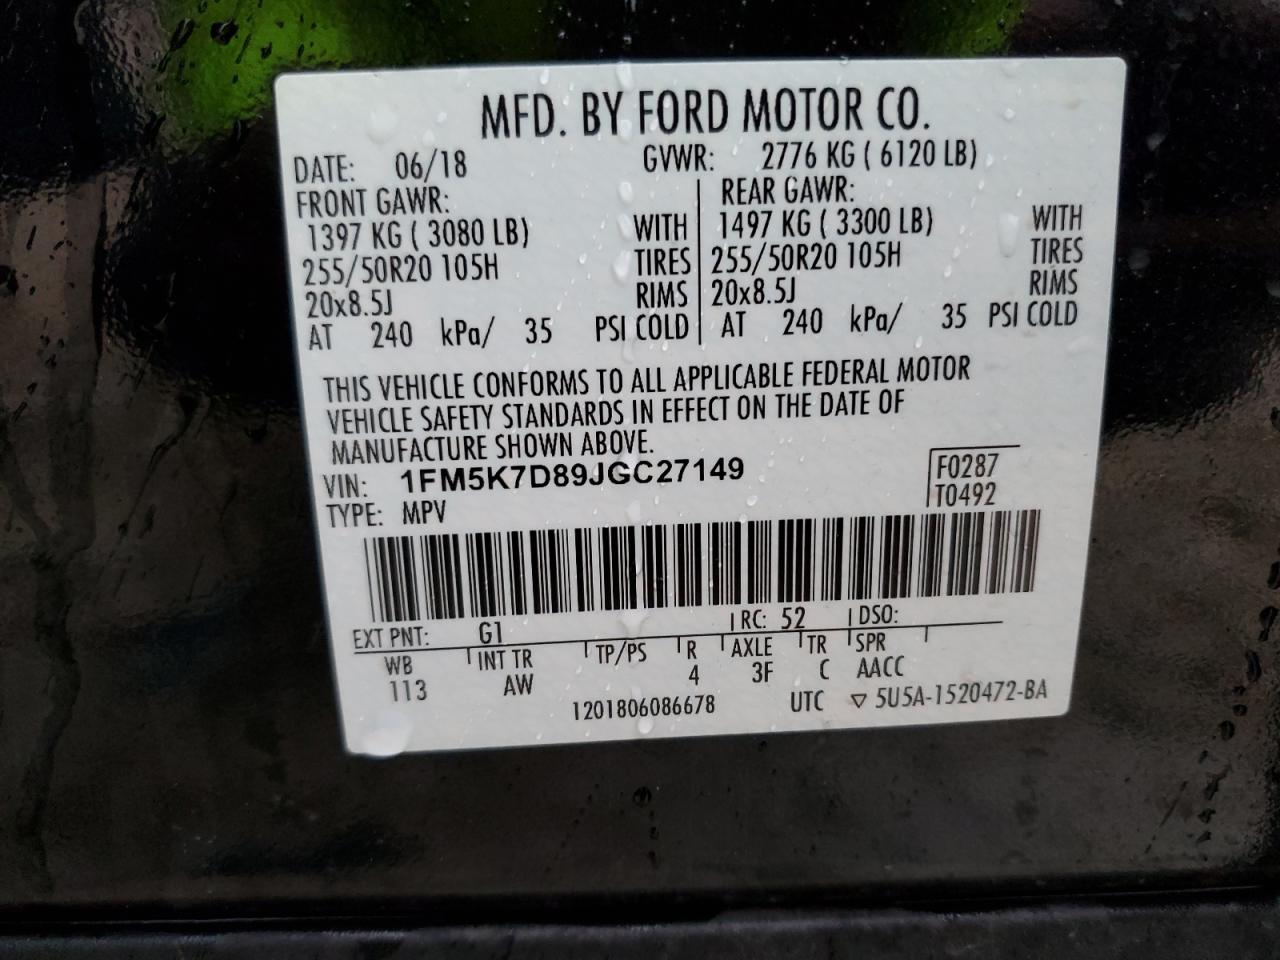 MFD. BY FORD MOTOR CO.
DATE: 06/18 GVWR: 2776 KG ( 6120 LB)
FRONT GAWR: REAR GAWR:
1397 KG ( 3080 LB) WITH 1497 KG ( 3300 LB) WITH
255/50R20 105H TIRES 255/50R20 105H TIRES
20x8.5J RIMS 20x8.5J RIMS
AT 240 kPa/ 35 PSI COLD AT 240 kPa/ 35 PSI COLD
THIS VEHICLE CONFORMS TO ALL APPLICABLE FEDERAL MOTOR
VEHICLE SAFETY STANDARDS IN EFFECT ON THE DATE OF
MANUFACTURE SHOWN ABOVE.
VIN: 1FM5K7D89JGC27149 F0287
TYPE: MPV T0492
EXT PNT: G1 RC: 52 DSO:
WB INT TR TP/PS R AXLE TR SPR
113 AW 4 3F C AACC
1201806086678 UTC ▽ 5U5A-1520472-BA